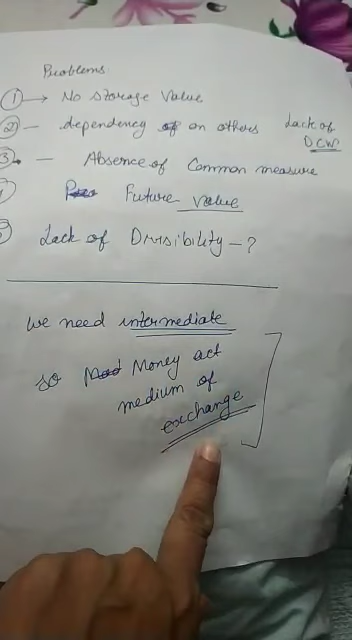 Problems
① → No storage value
② - dependency of on others Lack of
DCW
③ - Absence of Common measure
Future value
Lack of Divisibility - ?
we need intermediate
so Money act
medium of
exchange